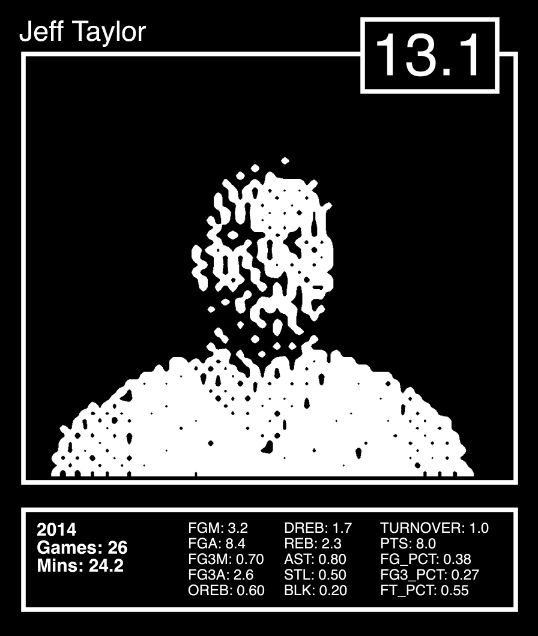 Jeff Taylor
13.1
2014
Games: 26
Mins: 24.2
FGM: 3.2
FGA: 8.4
FG3M: 0.70
FG3A: 2.6
OREB: 0.60
DREB: 1.7
REB: 2.3
AST: 0.80
STL: 0.50
BLK: 0.20
TURNOVER: 1.0
PTS: 8.0
FG_PCT: 0.38
FG3_PCT: 0.27
FT_PCT: 0.55